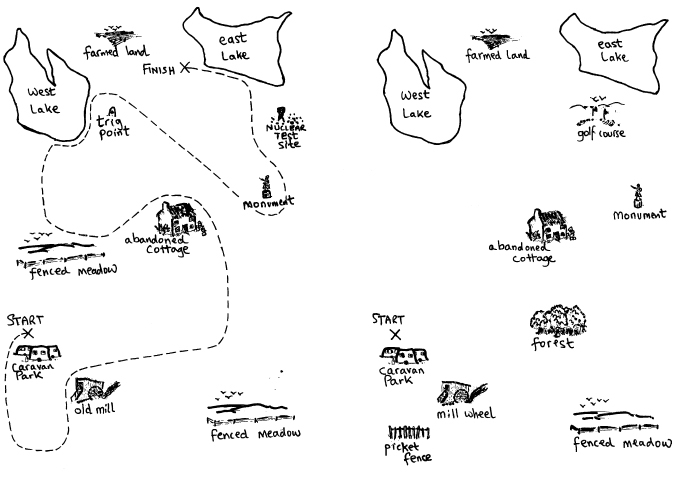 east
Lake
farmed land
FINISH
West
Lake
A
trig
point
NUCLEAR
TEST
SITE
Monument
abandoned
cottage
fenced meadow
START
Caravan
Park
old mill
fenced meadow
east
Lake
farmed land
West
Lake
golf course
Monument
abandoned
cottage
START
forest
caravan
Park
mill wheel
picket
fence
fenced meadow